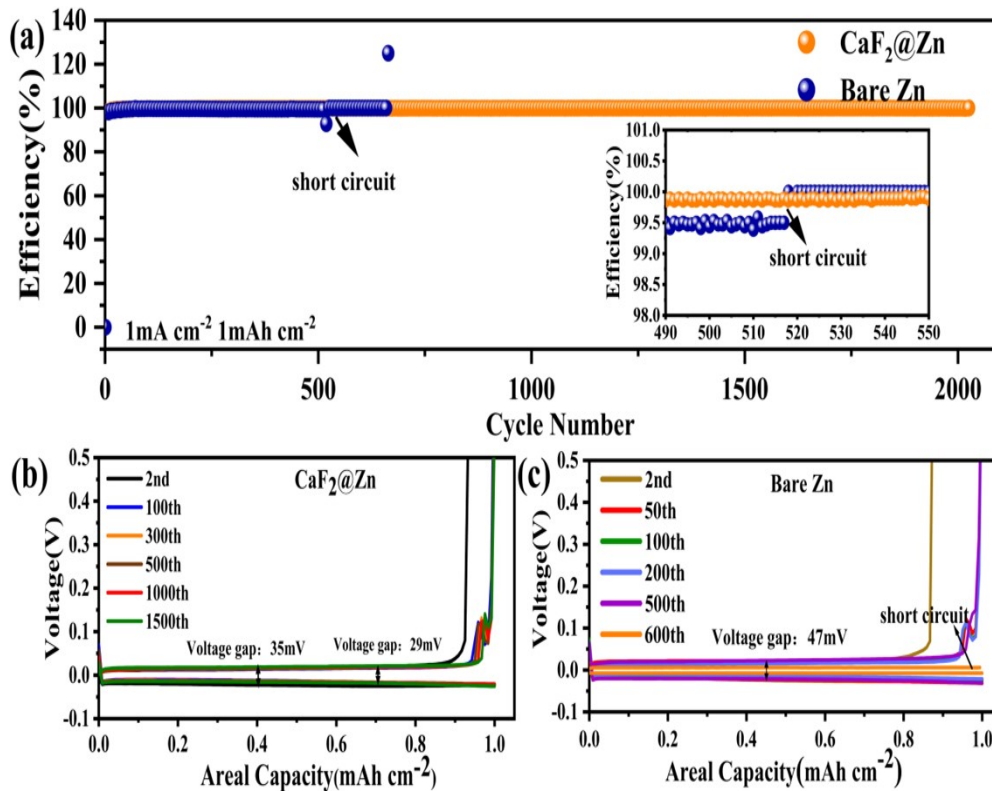 (a)
140
120
100
80
60
40
20
0
Efficiency(%)
CaF₂@Zn
Bare Zn
short circuit
1mA cm⁻² 1mAh cm⁻²
0 500 1000 1500 2000
Cycle Number
101.0
100.5
100.0
99.5
99.0
98.5
98.0
Efficiency(%)
short circuit
490 500 510 520 530 540 550
(b)
0.5
0.4
0.3
0.2
0.1
0.0
-0.1
Voltage(V)
CaF₂@Zn
2nd
100th
300th
500th
1000th
1500th
Voltage gap: 35mV
Voltage gap: 29mV
0.0 0.2 0.4 0.6 0.8 1.0
Areal Capacity(mAh cm⁻²)
(c)
0.5
0.4
0.3
0.2
0.1
0.0
-0.1
Voltage(V)
Bare Zn
2nd
50th
100th
200th
500th
600th
short circuit
Voltage gap: 47mV
0.0 0.2 0.4 0.6 0.8 1.0
Areal Capacity(mAh cm⁻²)